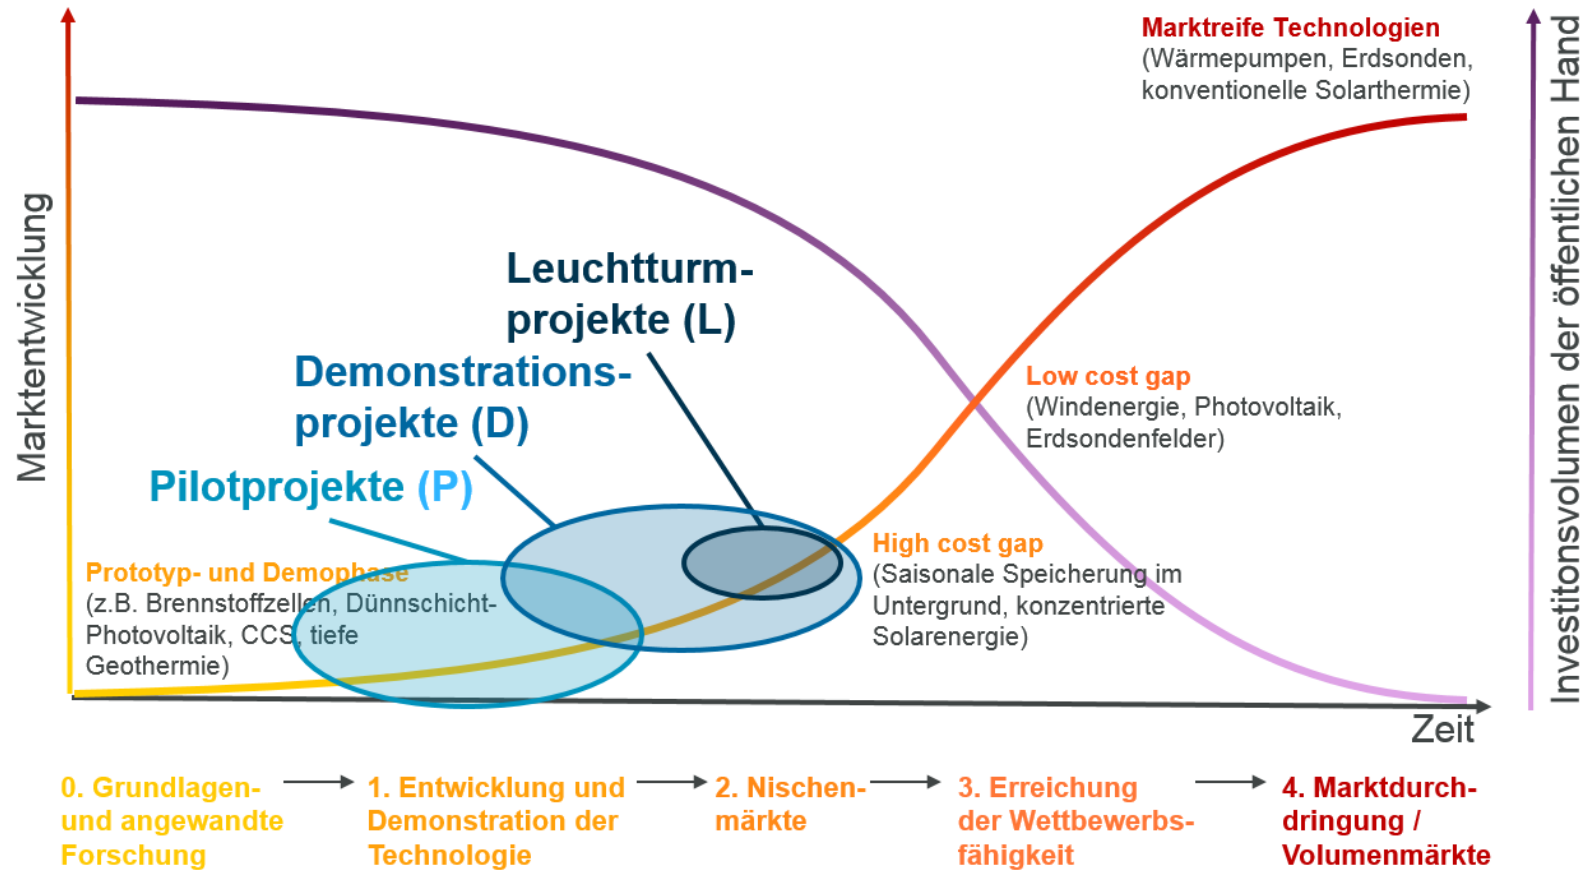 Marktentwicklung
Marktreife Technologien
(Wärmepumpen, Erdsonden,
konventionelle Solarthermie)
Investitonsvolumen der öffentlichen Hand
Leuchtturm-
projekte (L)
Demonstrations-
projekte (D)
Pilotprojekte (P)
Low cost gap
(Windenergie, Photovoltaik,
Erdsondenfelder)
High cost gap
(Saisonale Speicherung im
Untergrund, konzentrierte
Solarenergie)
Prototyp- und Demophase
(z.B. Brennstoffzellen, Dünnschicht-
Photovoltaik, CCS, tiefe
Geothermie)
Zeit
0. Grundlagen-
und angewandte
Forschung
1. Entwicklung und
Demonstration der
Technologie
2. Nischen-
märkte
3. Erreichung
der Wettbewerbs-
fähigkeit
4. Marktdurch-
dringung /
Volumenmärkte